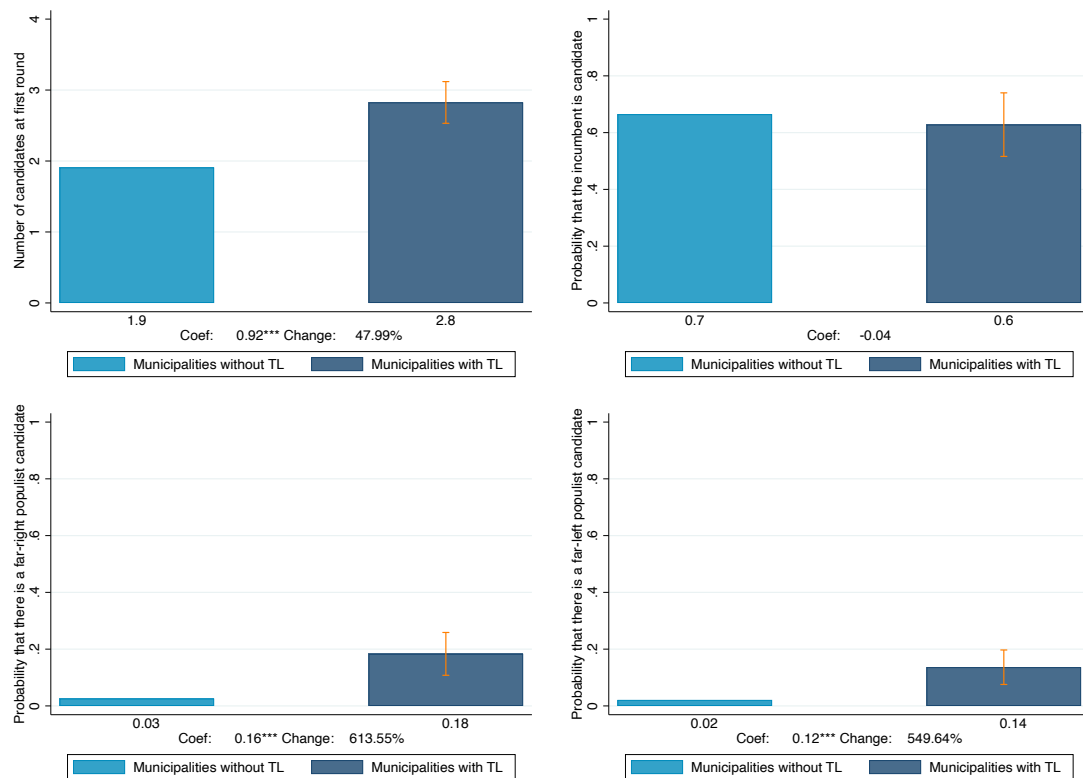 Number of candidates at first round
4
3
2
1
0
1.9 2.8
Coef: 0.92*** Change: 47.99%
Municipalities without TL Municipalities with TL
Probability that the incumbent is candidate
1
.8
.6
.4
.2
0
0.7 0.6
Coef: -0.04
Municipalities without TL Municipalities with TL
Probability that there is a far-right populist candidate
1
.8
.6
.4
.2
0
0.03 0.18
Coef: 0.16*** Change: 613.55%
Municipalities without TL Municipalities with TL
Probability that there is a far-left populist candidate
1
.8
.6
.4
.2
0
0.02 0.14
Coef: 0.12*** Change: 549.64%
Municipalities without TL Municipalities with TL